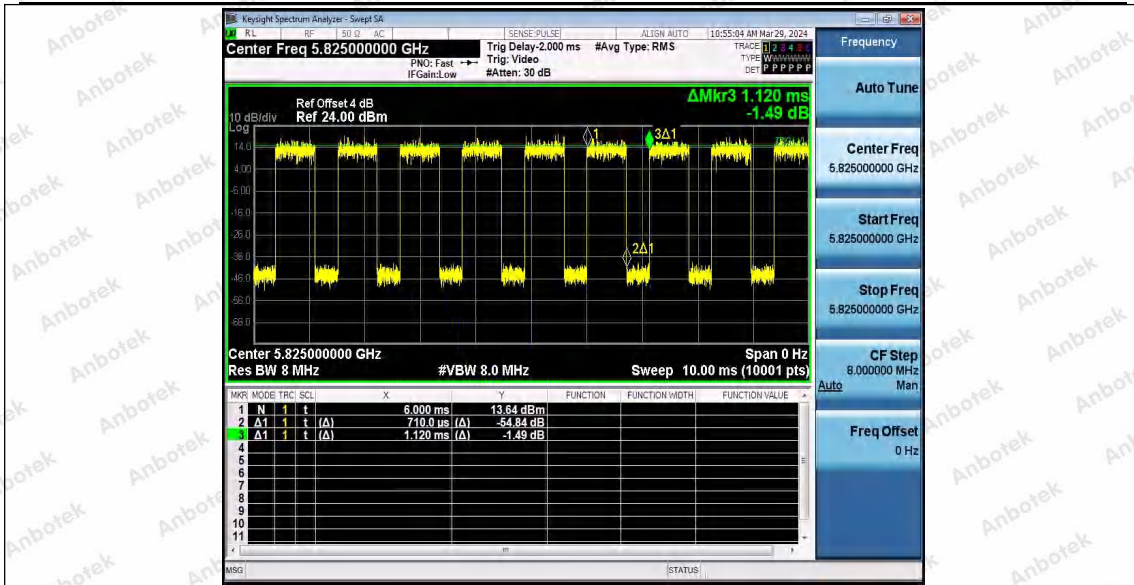 Keysight Spectrum Analyzer - Swept SA
RL RF 50 Ω AC SENSE:PULSE ALIGN AUTO 10:55:04 AM Mar 29, 2024
Center Freq 5.825000000 GHz
PNO: Fast
IFGain:Low
Trig Delay-2.000 ms
Trig: Video
#Atten: 30 dB
#Avg Type: RMS
TRACE 1 2 3 4 5 6
TYPE WWWWWW
DET P P P P P P
ΔMkr3 1.120 ms
-1.49 dB
Ref Offset 4 dB
10 dB/div Ref 24.00 dBm
Log
14.0
4.00
-6.00
-16.0
-26.0
-36.0
-46.0
-56.0
-66.0
1
3Δ1
2Δ1
Center 5.825000000 GHz Span 0 Hz
Res BW 8 MHz #VBW 8.0 MHz Sweep 10.00 ms (10001 pts)
MKR MODE TRC SCL X Y FUNCTION FUNCTION WIDTH FUNCTION VALUE
1 N 1 t 6.000 ms 13.64 dBm
2 Δ1 1 t (Δ) 710.0 µs (Δ) -54.84 dB
3 Δ1 1 t (Δ) 1.120 ms (Δ) -1.49 dB
4
5
6
7
8
9
10
11
MSG STATUS
Frequency
Auto Tune
Center Freq
5.825000000 GHz
Start Freq
5.825000000 GHz
Stop Freq
5.825000000 GHz
CF Step
8.000000 MHz
Auto Man
Freq Offset
0 Hz
Anbotek